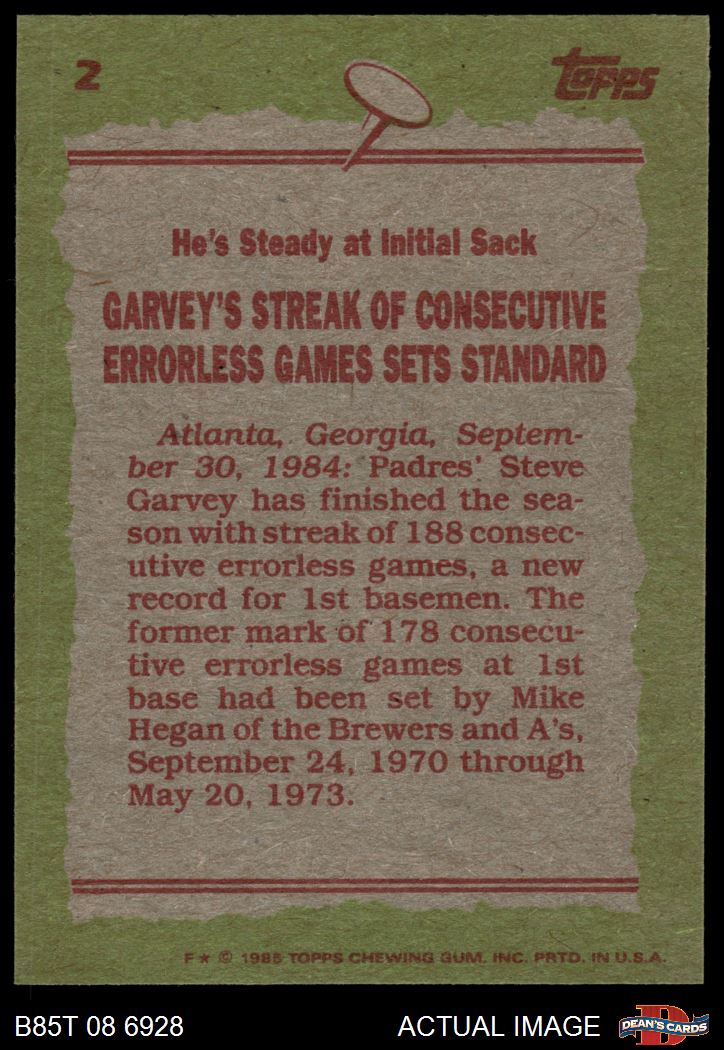 2
Topps
He's Steady at Initial Sack
GARVEY'S STREAK OF CONSECUTIVE
ERRORLESS GAMES SETS STANDARD
Atlanta, Georgia, Septem-
ber 30, 1984: Padres' Steve
Garvey has finished the sea-
son with streak of 188 consec-
utive errorless games, a new
record for 1st basemen. The
former mark of 178 consecu-
tive errorless games at 1st
base had been set by Mike
Hegan of the Brewers and A's,
September 24, 1970 through
May 20, 1973.
F★ © 1985 TOPPS CHEWING GUM, INC. PRTD. IN U.S.A.
B85T 08 6928
ACTUAL IMAGE
D
DEAN'S CARDS